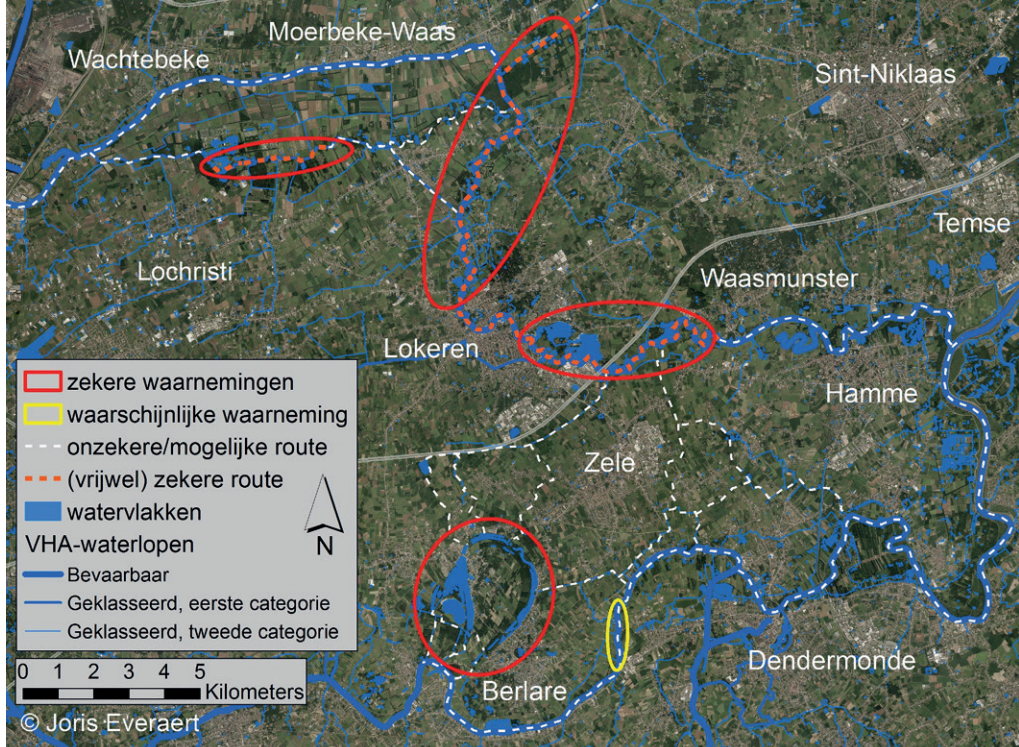 Moerbeke-Waas
Wachtebeke
Sint-Niklaas
Temse
Lochristi
Waasmunster
Lokeren
Hamme
Zele
Dendermonde
Berlare
zekere waarnemingen
waarschijnlijke waarneming
onzekere/mogelijke route
(vrijwel) zekere route
watervlakken
VHA-waterlopen
Bevaarbaar
Geklasseerd, eerste categorie
Geklasseerd, tweede categorie
N
0 1 2 3 4 5
Kilometers
© Joris Everaert